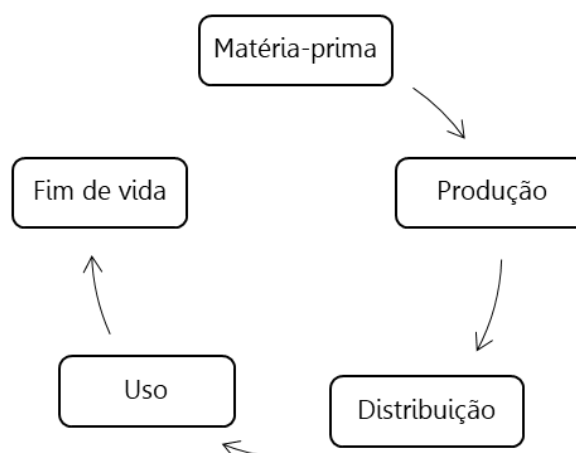 Matéria-prima
Produção
Distribuição
Uso
Fim de vida